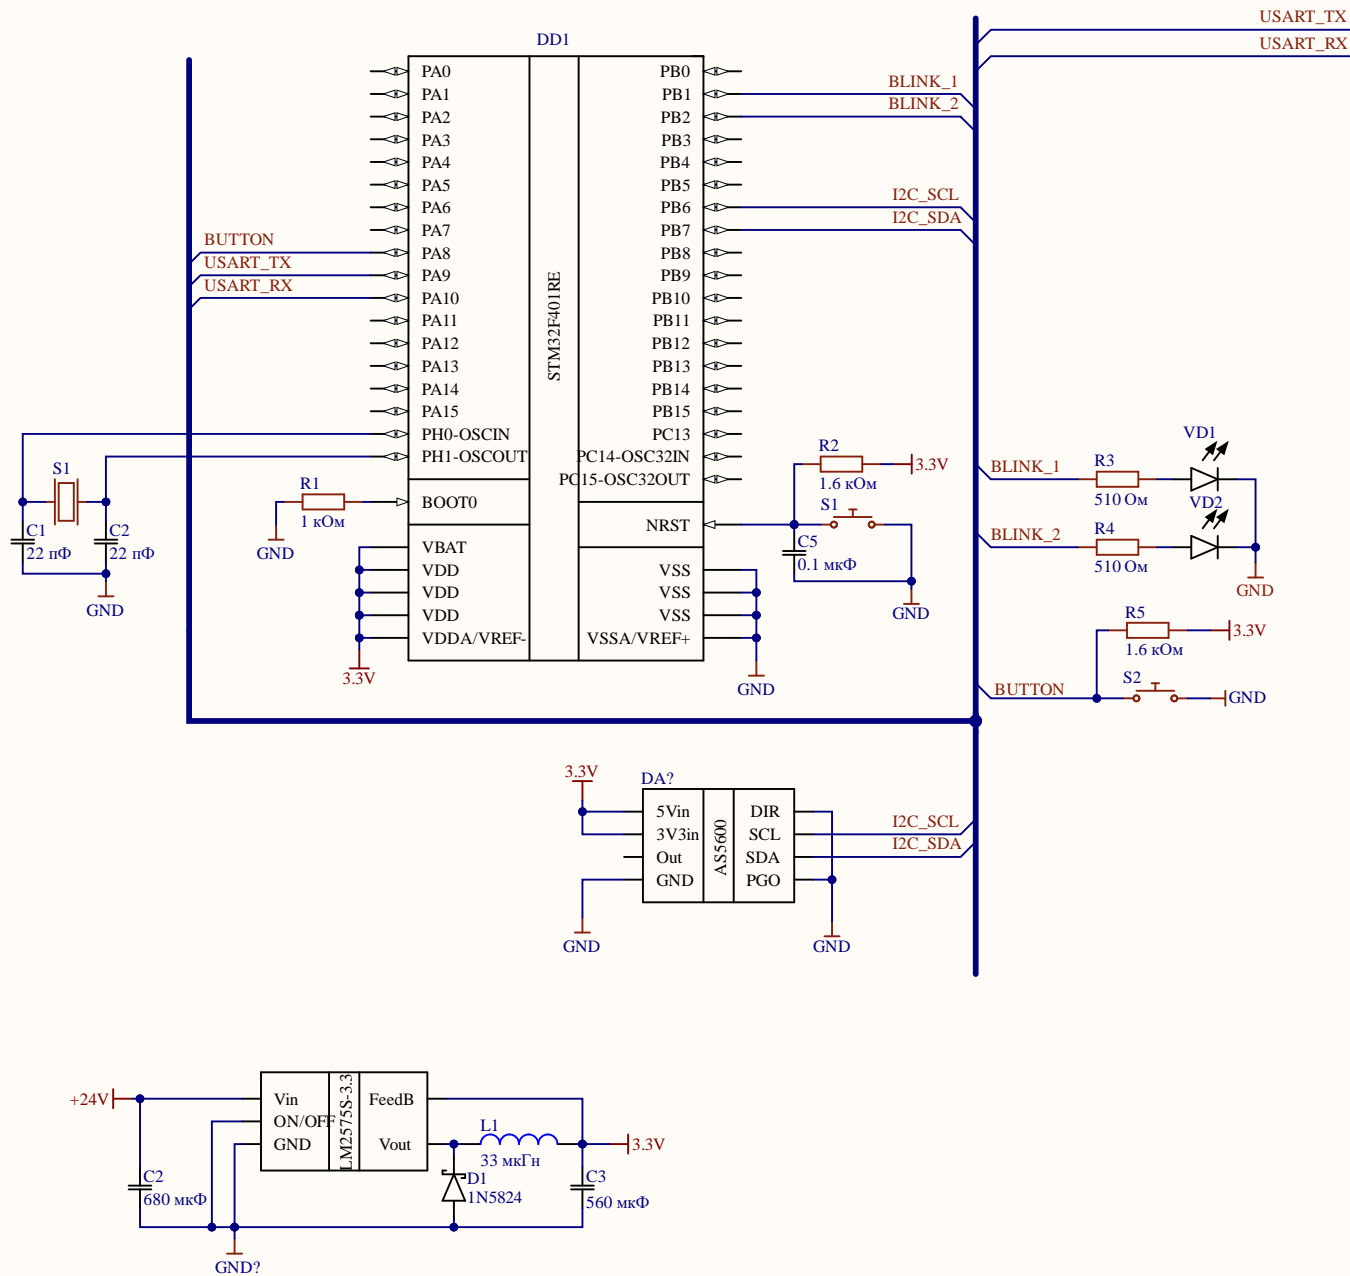 USART_TX
USART_RX
DD1
PA0
PA1
PA2
PA3
PA4
PA5
PA6
PA7
PA8
PA9
PA10
PA11
PA12
PA13
PA14
PA15
PH0-OSCIN
PH1-OSCOUT
BOOT0
VBAT
VDD
VDD
VDD
VDDA/VREF-
STM32F401RE
PB0
PB1
PB2
PB3
PB4
PB5
PB6
PB7
PB8
PB9
PB10
PB11
PB12
PB13
PB14
PB15
PC13
PC14-OSC32IN
PC15-OSC32OUT
NRST
VSS
VSS
VSS
VSSA/VREF+
BUTTON
USART_TX
USART_RX
BLINK_1
BLINK_2
I2C_SCL
I2C_SDA
S1
C1
22 пФ
C2
22 пФ
GND
R1
1 кОм
GND
3.3V
GND
R2
1.6 кОм
3.3V
S1
C5
0.1 мкФ
GND
BLINK_1
R3
510 Ом
VD1
BLINK_2
R4
510 Ом
VD2
GND
R5
1.6 кОм
3.3V
BUTTON
S2
GND
3.3V
DA?
5Vin
3V3in
Out
GND
AS5600
DIR
SCL
SDA
PGO
I2C_SCL
I2C_SDA
GND
GND
+24V
Vin
ON/OFF
GND
LM2575S-3.3
FeedB
Vout
L1
33 мкГн
3.3V
C2
680 мкФ
D1
1N5824
C3
560 мкФ
GND?